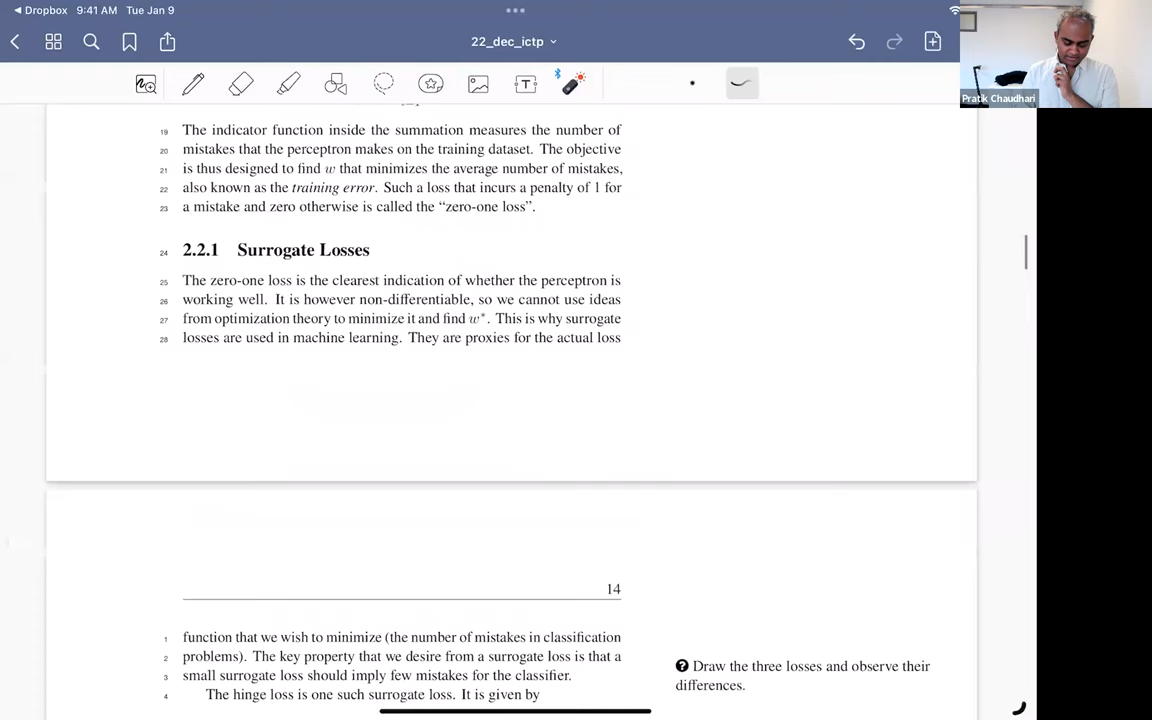 Dropbox 9:41 AM Tue Jan 9
22_dec_ictp
T
Pratik Chaudhari
19 The indicator function inside the summation measures the number of
20 mistakes that the perceptron makes on the training dataset. The objective
21 is thus designed to find w that minimizes the average number of mistakes,
22 also known as the training error. Such a loss that incurs a penalty of 1 for
23 a mistake and zero otherwise is called the “zero-one loss”.
24 2.2.1 Surrogate Losses
25 The zero-one loss is the clearest indication of whether the perceptron is
26 working well. It is however non-differentiable, so we cannot use ideas
27 from optimization theory to minimize it and find w*. This is why surrogate
28 losses are used in machine learning. They are proxies for the actual loss
14
1 function that we wish to minimize (the number of mistakes in classification
2 problems). The key property that we desire from a surrogate loss is that a
3 small surrogate loss should imply few mistakes for the classifier.
4 The hinge loss is one such surrogate loss. It is given by
? Draw the three losses and observe their
differences.